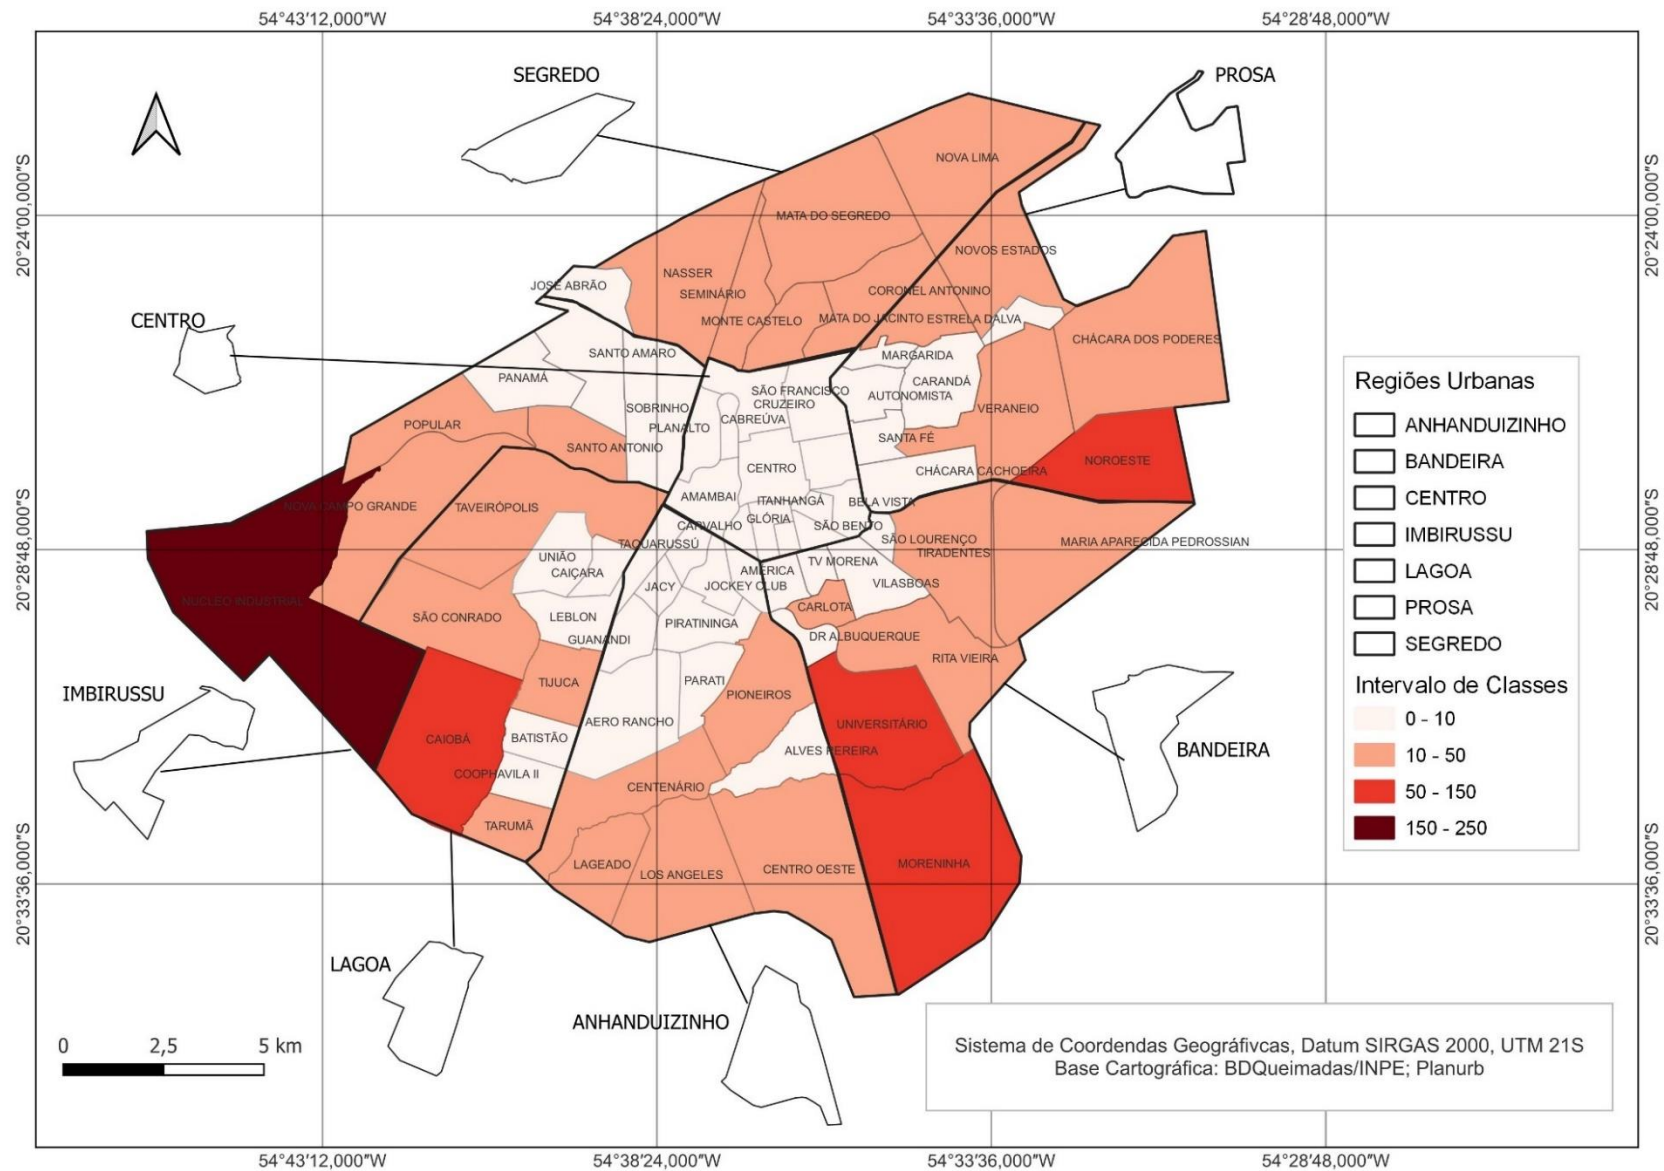 54°43'12,000"W
54°38'24,000"W
54°33'36,000"W
54°28'48,000"W
SEGREDO
PROSA
20°24'00,000"S
20°24'00,000"S
NOVA LIMA
MATA DO SEGREDO
NOVOS ESTADOS
JOSÉ ABRÃO
NASSER
SEMINÁRIO
CORONEL ANTONINO
CENTRO
MONTE CASTELO
MATA DO JACINTO
ESTRELA DALVA
CHÁCARA DOS PODERES
SANTO AMARO
MARGARIDA
PANAMÁ
CARANDÁ
SÃO FRANCISCO
AUTONOMISTA
CRUZEIRO
SOBRINHO
VERANEIO
CABREÚVA
POPULAR
PLANALTO
SANTO ANTONIO
SANTA FÉ
CENTRO
CHÁCARA CACHOEIRA
NOROESTE
AMAMBAI
ITANHANGÁ
BELA VISTA
NOVA CAMPO GRANDE
TAVEIRÓPOLIS
GLÓRIA
CARVALHO
SÃO BENTO
20°28'48,000"S
20°28'48,000"S
TAQUARUSSÚ
SÃO LOURENÇO
MARIA APARECIDA PEDROSSIAN
TIRADENTES
UNIÃO
TV MORENA
CAIÇARA
AMÉRICA
JACY
JOCKEY CLUB
VILASBOAS
NUCLEO INDUSTRIAL
CARLOTA
SÃO CONRADO
LEBLON
PIRATININGA
GUANANDI
DR ALBUQUERQUE
RITA VIEIRA
TIJUCA
PARATI
PIONEIROS
IMBIRUSSU
AERO RANCHO
UNIVERSITÁRIO
CAIOBÁ
BATISTÃO
ALVES PEREIRA
BANDEIRA
COOPHAVILA II
CENTENÁRIO
TARUMÃ
LAGEADO
LOS ANGELES
CENTRO OESTE
MORENINHA
20°33'36,000"S
20°33'36,000"S
LAGOA
ANHANDUIZINHO
Regiões Urbanas
ANHANDUIZINHO
BANDEIRA
CENTRO
IMBIRUSSU
LAGOA
PROSA
SEGREDO
Intervalo de Classes
0 - 10
10 - 50
50 - 150
150 - 250
0 2,5 5 km
Sistema de Coordendas Geográfivcas, Datum SIRGAS 2000, UTM 21S
Base Cartográfica: BDQueimadas/INPE; Planurb
54°43'12,000"W
54°38'24,000"W
54°33'36,000"W
54°28'48,000"W